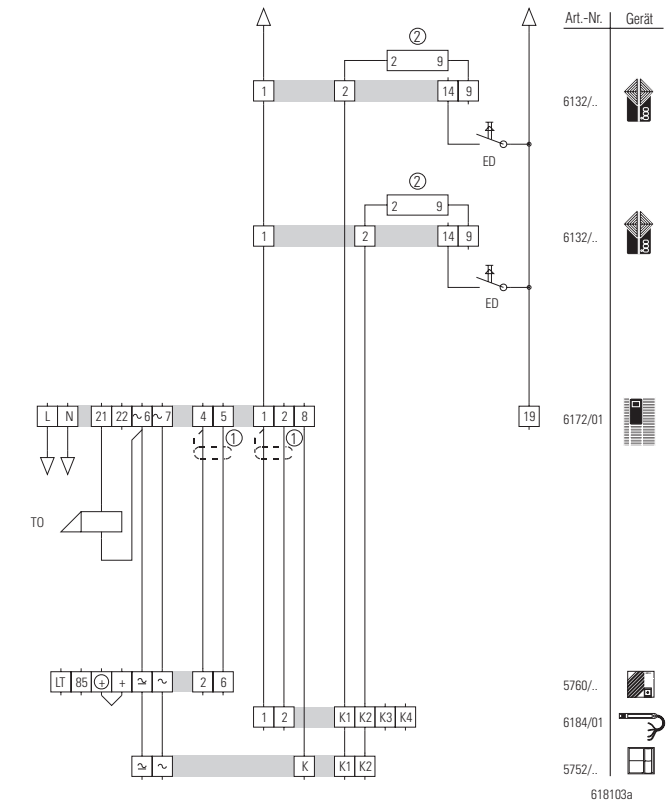 Art.-Nr. Gerät
②
2 9
1 2 14 9 6132/..
ED
②
2 9
1 2 14 9 6132/..
ED
L N 21 22 ~6 ~7 4 5 1 2 8 19 6172/01
① ①
TO
LT 85 + + ~ ~ 2 6 5760/..
1 2 K1 K2 K3 K4 6184/01
~ ~ K K1 K2 5752/..
618103a